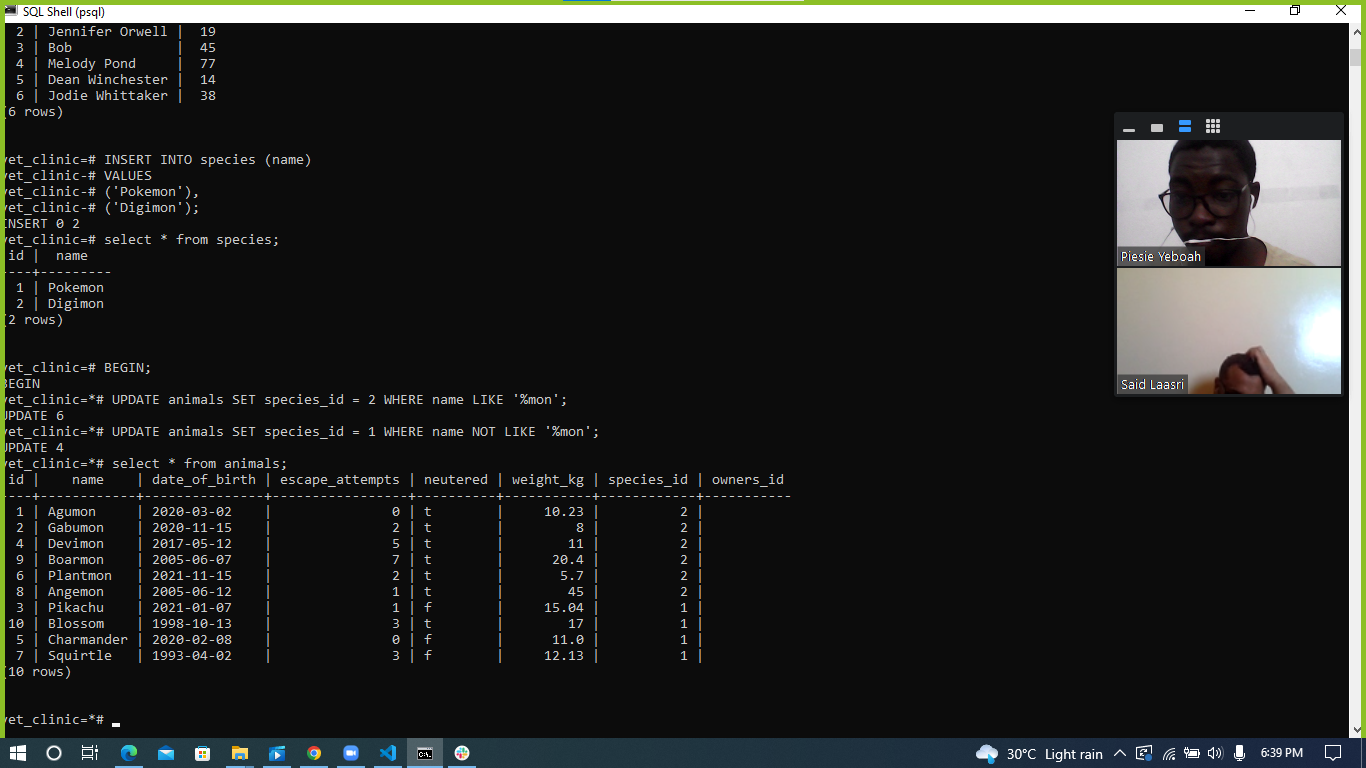 SQL Shell (psql)
2 | Jennifer Orwell | 19
3 | Bob | 45
4 | Melody Pond | 77
5 | Dean Winchester | 14
6 | Jodie Whittaker | 38
(6 rows)
vet_clinic=# INSERT INTO species (name)
vet_clinic-# VALUES
vet_clinic-# ('Pokemon'),
vet_clinic-# ('Digimon');
INSERT 0 2
vet_clinic=# select * from species;
id | name
----+---------
1 | Pokemon
2 | Digimon
(2 rows)
vet_clinic=# BEGIN;
BEGIN
vet_clinic=*# UPDATE animals SET species_id = 2 WHERE name LIKE '%mon';
UPDATE 6
vet_clinic=*# UPDATE animals SET species_id = 1 WHERE name NOT LIKE '%mon';
UPDATE 4
vet_clinic=*# select * from animals;
id | name | date_of_birth | escape_attempts | neutered | weight_kg | species_id | owners_id
----+------------+---------------+-----------------+----------+-----------+------------+-----------
1 | Agumon | 2020-03-02 | 0 | t | 10.23 | 2 |
2 | Gabumon | 2020-11-15 | 2 | t | 8 | 2 |
4 | Devimon | 2017-05-12 | 5 | t | 11 | 2 |
9 | Boarmon | 2005-06-07 | 7 | t | 20.4 | 2 |
6 | Plantmon | 2021-11-15 | 2 | t | 5.7 | 2 |
8 | Angemon | 2005-06-12 | 1 | t | 45 | 2 |
3 | Pikachu | 2021-01-07 | 1 | f | 15.04 | 1 |
10 | Blossom | 1998-10-13 | 3 | t | 17 | 1 |
5 | Charmander | 2020-02-08 | 0 | f | 11.0 | 1 |
7 | Squirtle | 1993-04-02 | 3 | f | 12.13 | 1 |
(10 rows)
vet_clinic=*#
Piesie Yeboah
Said Laasri
30°C Light rain
6:39 PM